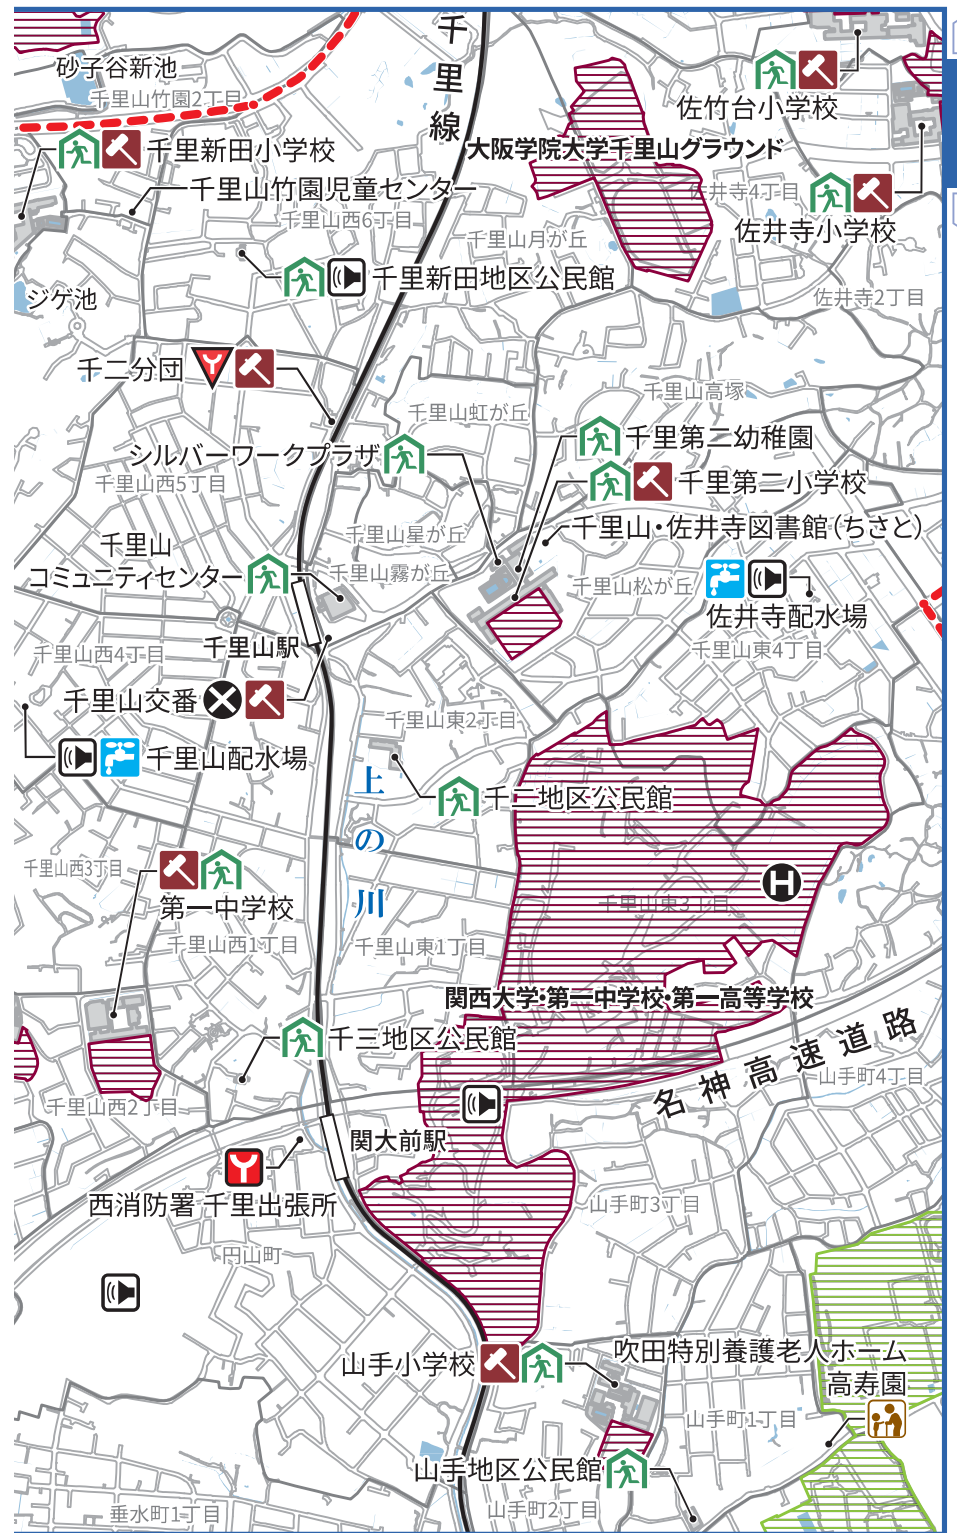 千里線
砂子谷新池
千里山竹園2丁目
佐竹台小学校
千里新田小学校
大阪学院大学千里山グラウンド
千里山竹園児童センター
佐井寺4丁目
千里山西6丁目
佐井寺小学校
千里山月が丘
千里新田地区公民館
ジゲ池
佐井寺2丁目
千二分団
千里山高塚
千里山虹が丘
千里第二幼稚園
シルバーワークプラザ
千里山西5丁目
千里第二小学校
千里山・佐井寺図書館(ちさと)
千里山星が丘
千里山
コミュニティセンター
千里山霧が丘
千里山松が丘
佐井寺配水場
千里山駅
千里山西4丁目
千里山東4丁目
千里山交番
千里山東2丁目
千里山配水場
上の川
千二地区公民館
千里山西3丁目
H
第一中学校
千里山東3丁目
千里山西1丁目
千里山東1丁目
関西大学・第一中学校・第一高等学校
千三地区公民館
名神高速道路
山手町4丁目
千里山西2丁目
関大前駅
西消防署 千里出張所
山手町3丁目
円山町
山手小学校
吹田特別養護老人ホーム
高寿園
山手町1丁目
山手地区公民館
垂水町1丁目
山手町2丁目